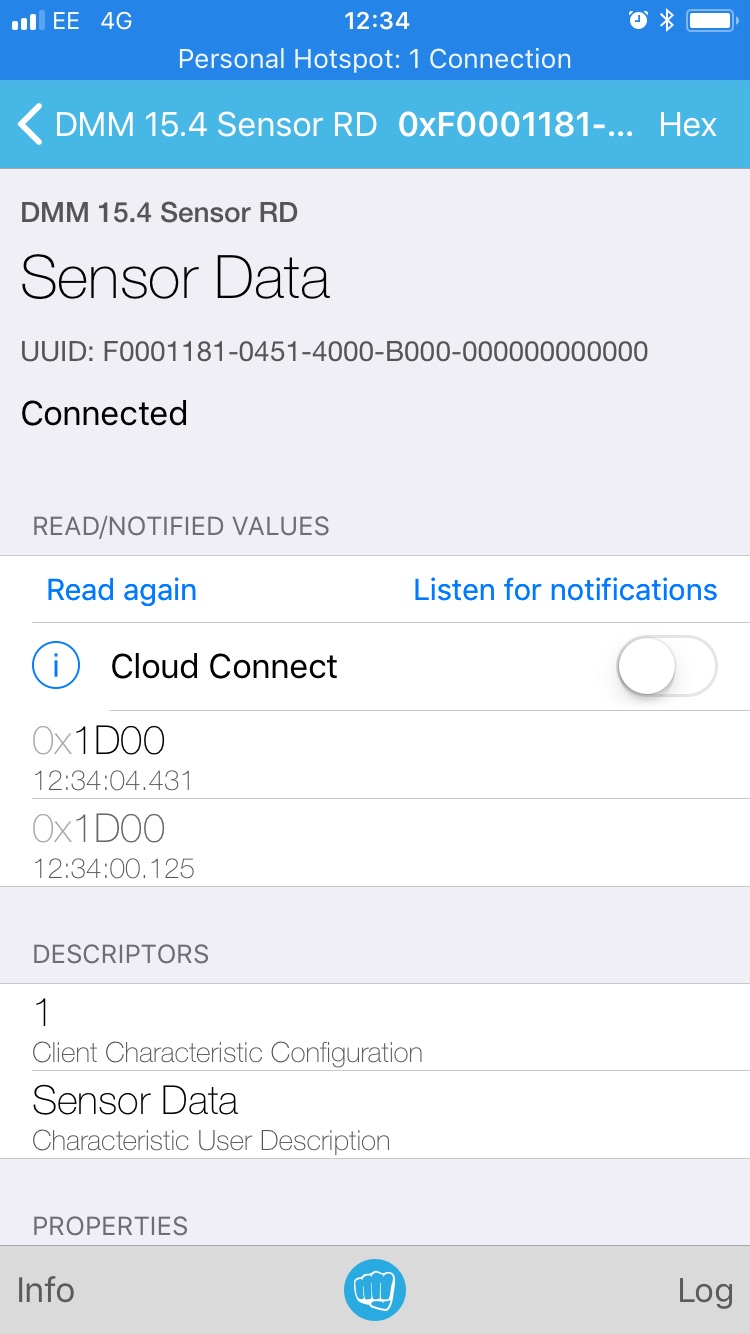 EE 4G 12:34
Personal Hotspot: 1 Connection
DMM 15.4 Sensor RD 0xF0001181-... Hex
DMM 15.4 Sensor RD
Sensor Data
UUID: F0001181-0451-4000-B000-000000000000
Connected
READ/NOTIFIED VALUES
Read again Listen for notifications
i Cloud Connect
0x1D00
12:34:04.431
0x1D00
12:34:00.125
DESCRIPTORS
1
Client Characteristic Configuration
Sensor Data
Characteristic User Description
PROPERTIES
Info Log